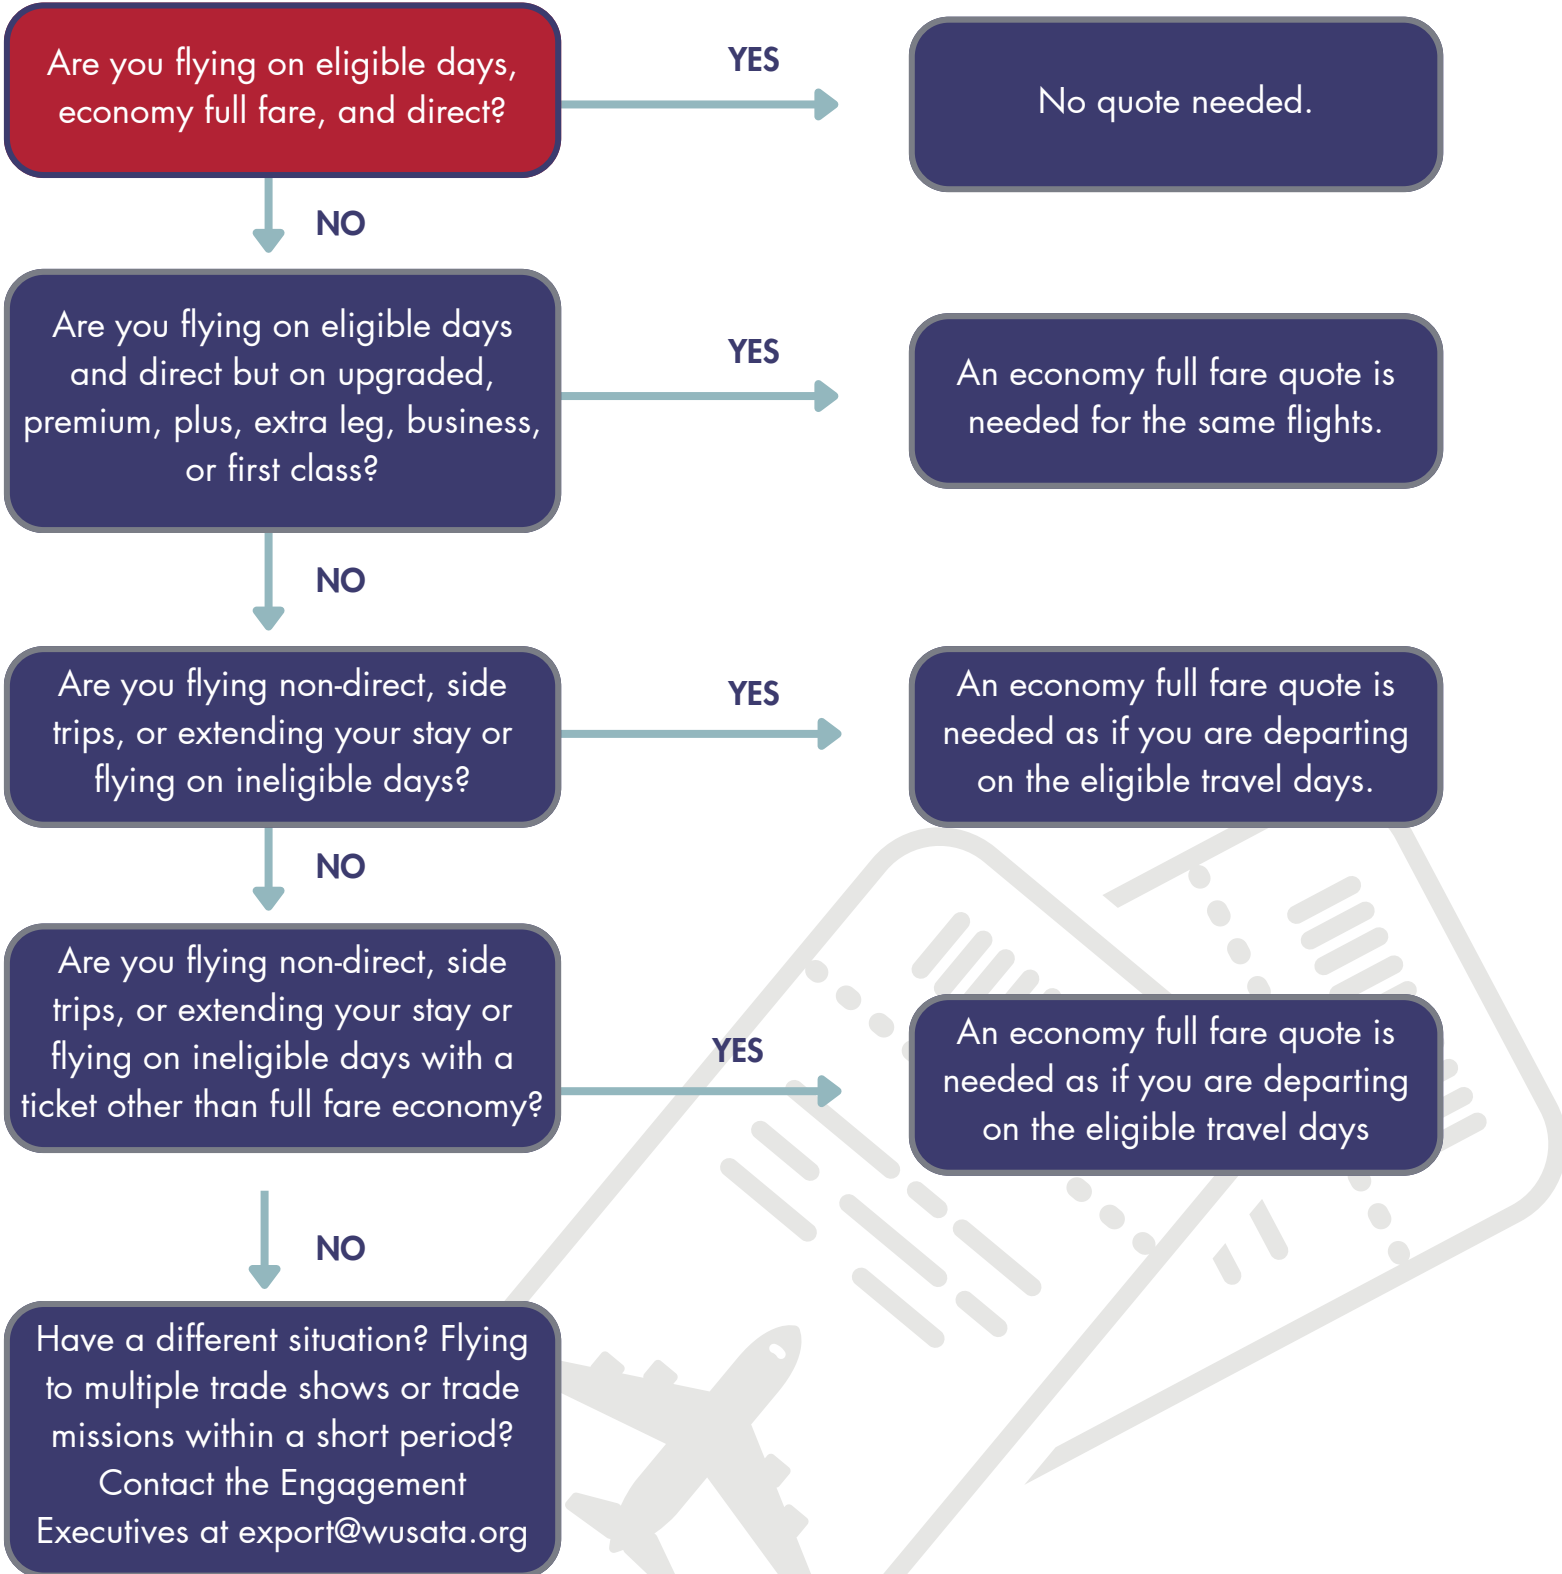 Are you flying on eligible days,
economy full fare, and direct?
YES
No quote needed.
NO
Are you flying on eligible days
and direct but on upgraded,
premium, plus, extra leg, business,
or first class?
YES
An economy full fare quote is
needed for the same flights.
NO
Are you flying non-direct, side
trips, or extending your stay or
flying on ineligible days?
YES
An economy full fare quote is
needed as if you are departing
on the eligible travel days.
NO
Are you flying non-direct, side
trips, or extending your stay or
flying on ineligible days with a
ticket other than full fare economy?
YES
An economy full fare quote is
needed as if you are departing
on the eligible travel days
NO
Have a different situation? Flying
to multiple trade shows or trade
missions within a short period?
Contact the Engagement
Executives at export@wusata.org